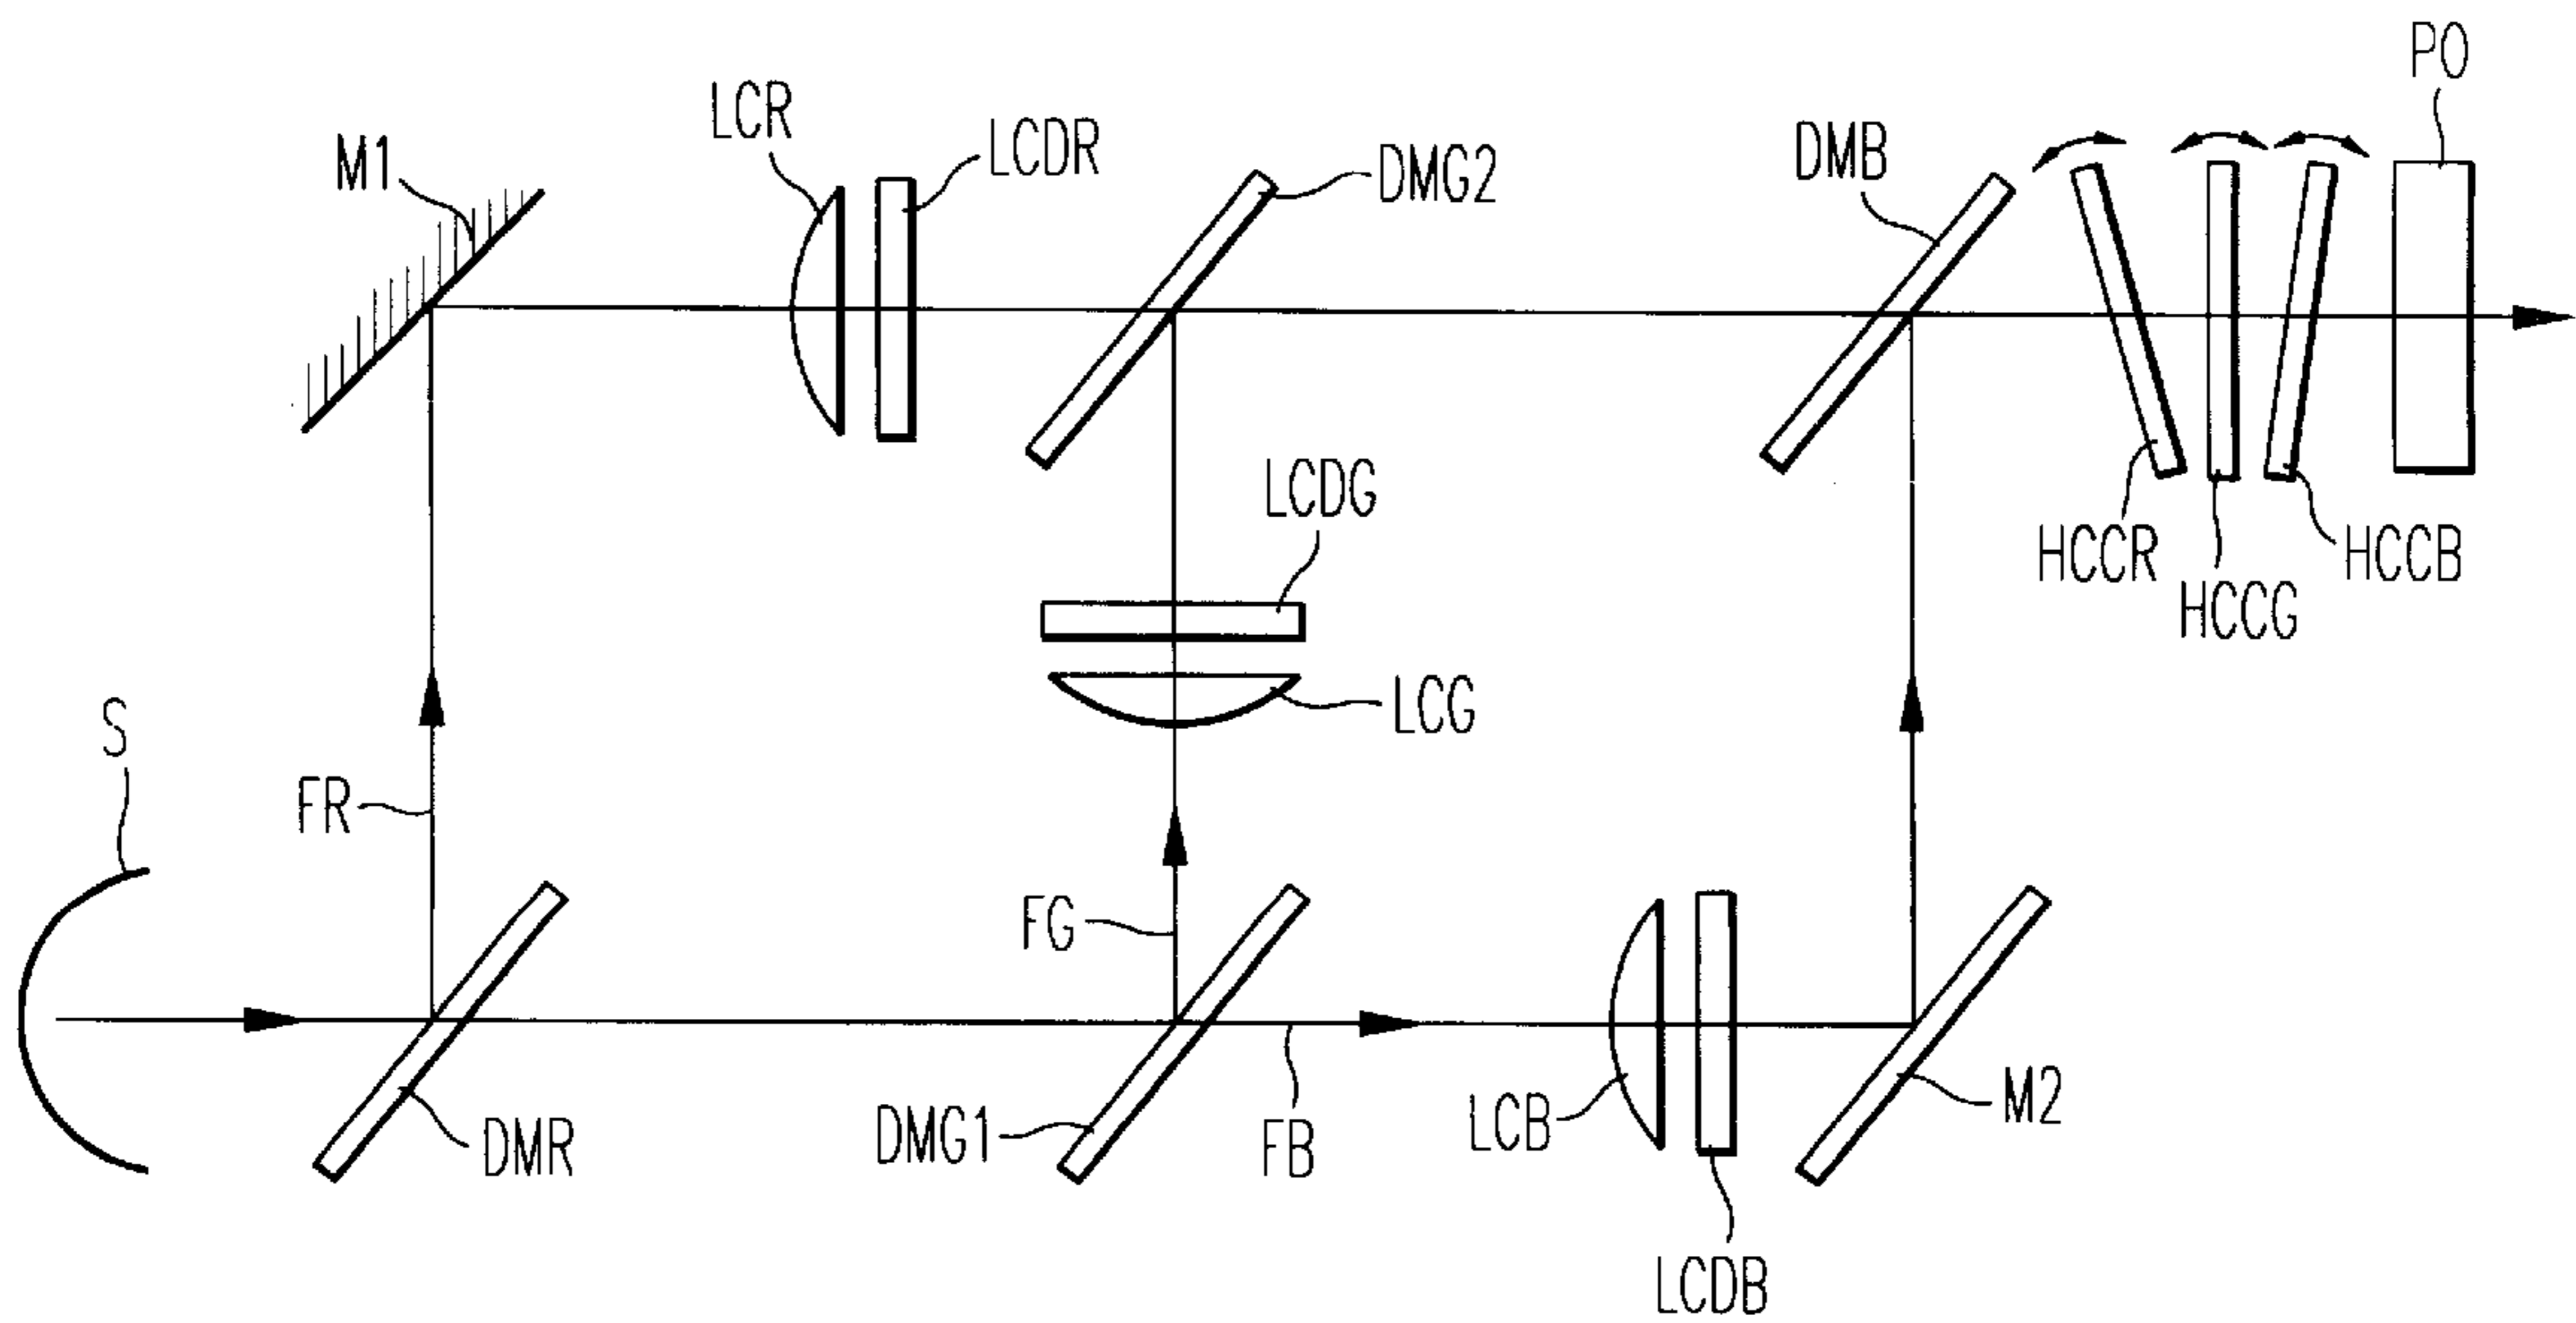 PO
LCR
M1
LCDR
DMG2
DMB
LCDG
HCCR
HCCB
HCCG
LCG
S
FR
FG
DMR
DMG1
FB
LCB
M2
LCDB